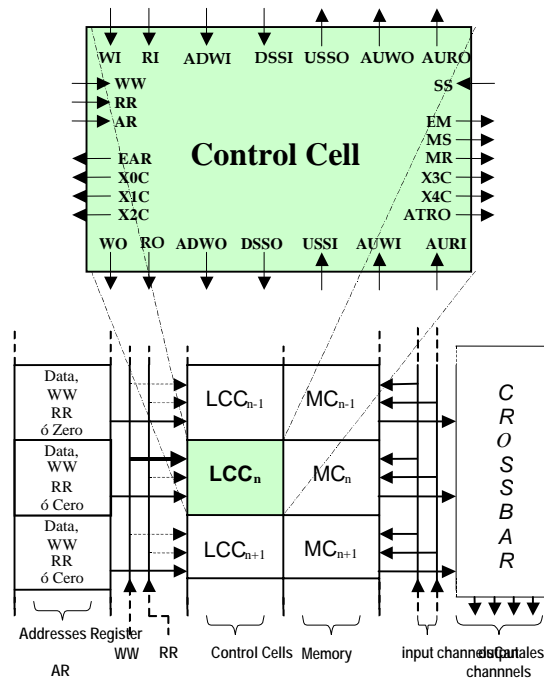 WI RI ADWI DSSI USSO AUWO AURO
WW SS
RR
AR EM
MS
EAR MR
X0C X3C
X1C X4C
X2C ATRO
Control Cell
WO RO ADWO DSSO USSI AUWI AURI
Data,
WW
RR
ó Zero
LCCn-1 MCn-1
Data,
WW
RR
ó Cero
LCCn MCn
Data,
WW
RR
ó Cero
LCCn+1 MCn+1
CROSSBAR
Addresses Register
AR
WW RR Control Cells Memory input channels
channnels